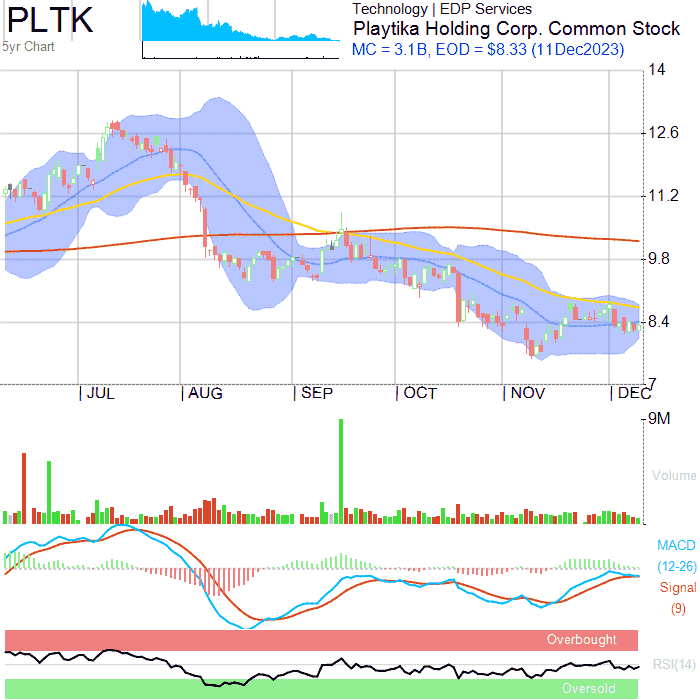 PLTK
5yr Chart
Technology | EDP Services
Playtika Holding Corp. Common Stock
MC = 3.1B, EOD = $8.33 (11Dec2023)
14
12.6
11.2
9.8
8.4
7
JUL AUG SEP OCT NOV DEC
9M
Volume
MACD
(12-26)
Signal
(9)
Overbought
RSI(14)
Oversold